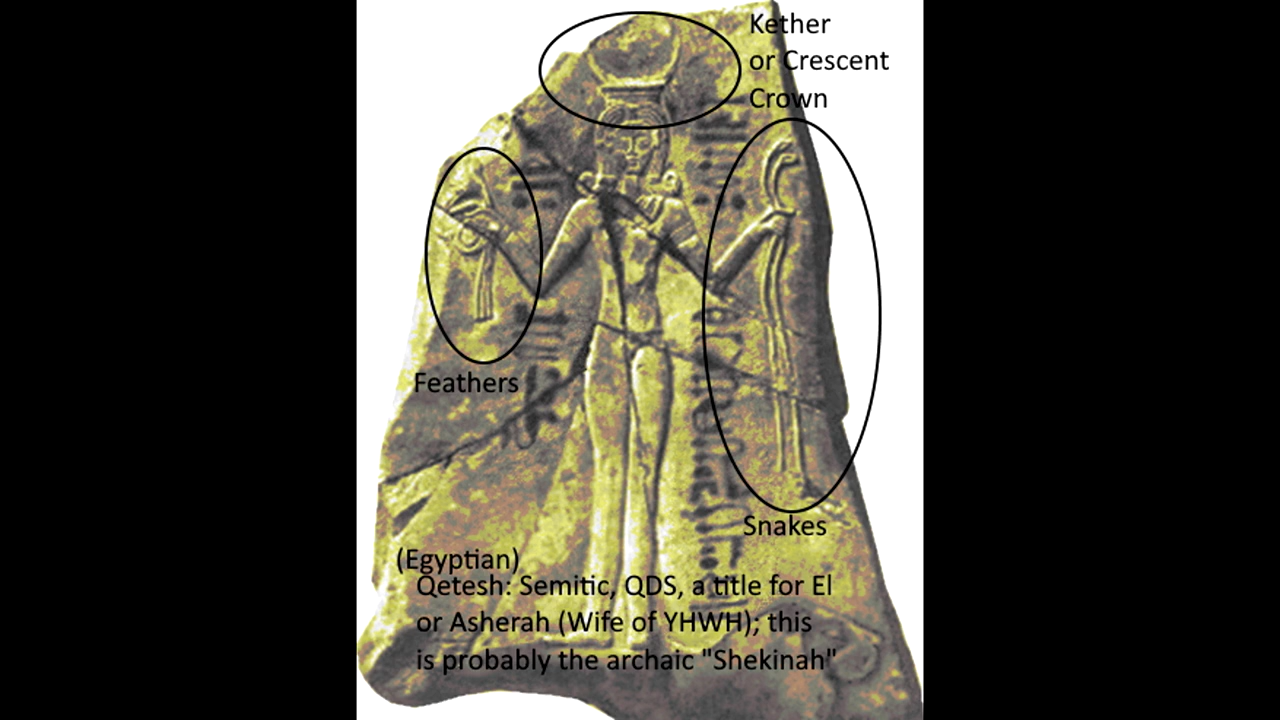 Kether
or Crescent
Crown
Feathers
Snakes
(Egyptian)
Qetesh: Semitic, QDS, a title for El
or Asherah (Wife of YHWH); this
is probably the archaic "Shekinah"